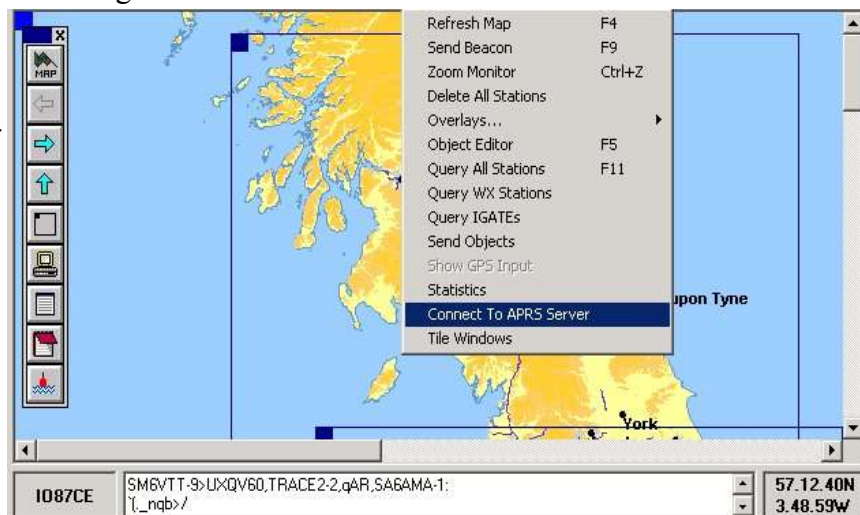 X
MAP
Refresh Map F4
Send Beacon F9
Zoom Monitor Ctrl+Z
Delete All Stations
Overlays...
Object Editor F5
Query All Stations F11
Query WX Stations
Query IGATEs
Send Objects
Show GPS Input
Statistics
Connect To APRS Server
Tile Windows
upon Tyne
York
IO87CE
SM6VTT-9>UXQV60,TRACE2-2,qAR,SA6AMA-1:
`(._nqb>/
57.12.40N
3.48.59W